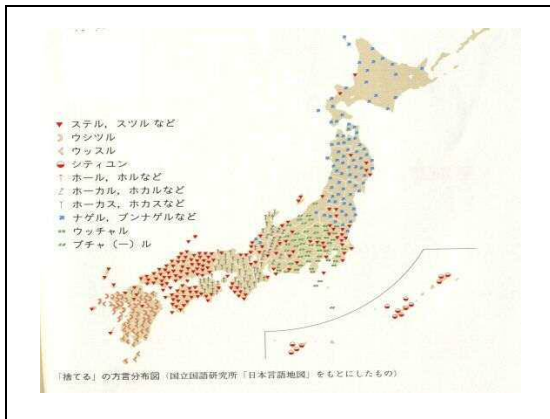 ステル，スツル など
ウシツル
ウッスル
シティユン
ホール，ホルなど
ホーカル，ホカルなど
ホーカス，ホカスなど
ナゲル，ブンナゲルなど
ウッチャル
ブチャ（ー）ル
「捨てる」の方言分布図（国立国語研究所「日本言語地図」をもとにしたもの）